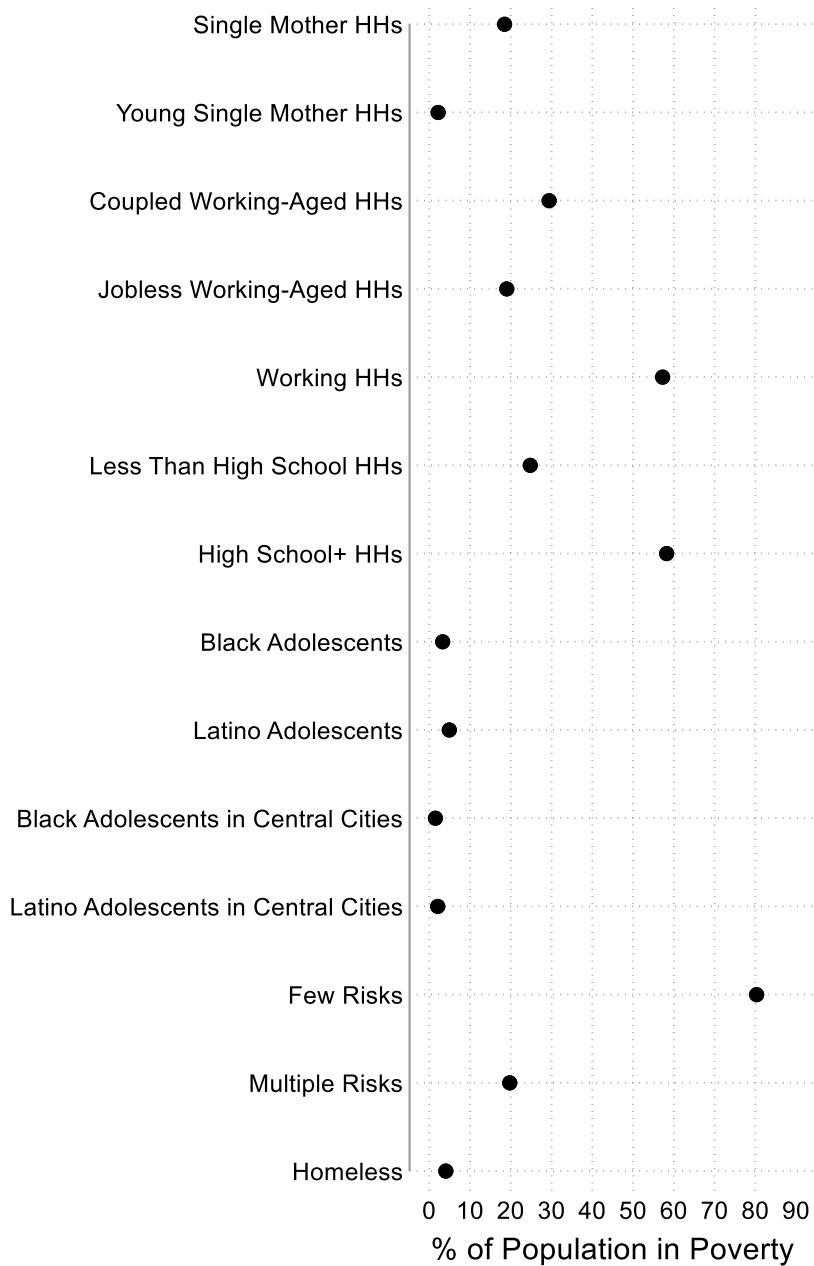 Single Mother HHs
Young Single Mother HHs
Coupled Working-Aged HHs
Jobless Working-Aged HHs
Working HHs
Less Than High School HHs
High School+ HHs
Black Adolescents
Latino Adolescents
Black Adolescents in Central Cities
Latino Adolescents in Central Cities
Few Risks
Multiple Risks
Homeless
0 10 20 30 40 50 60 70 80 90
% of Population in Poverty